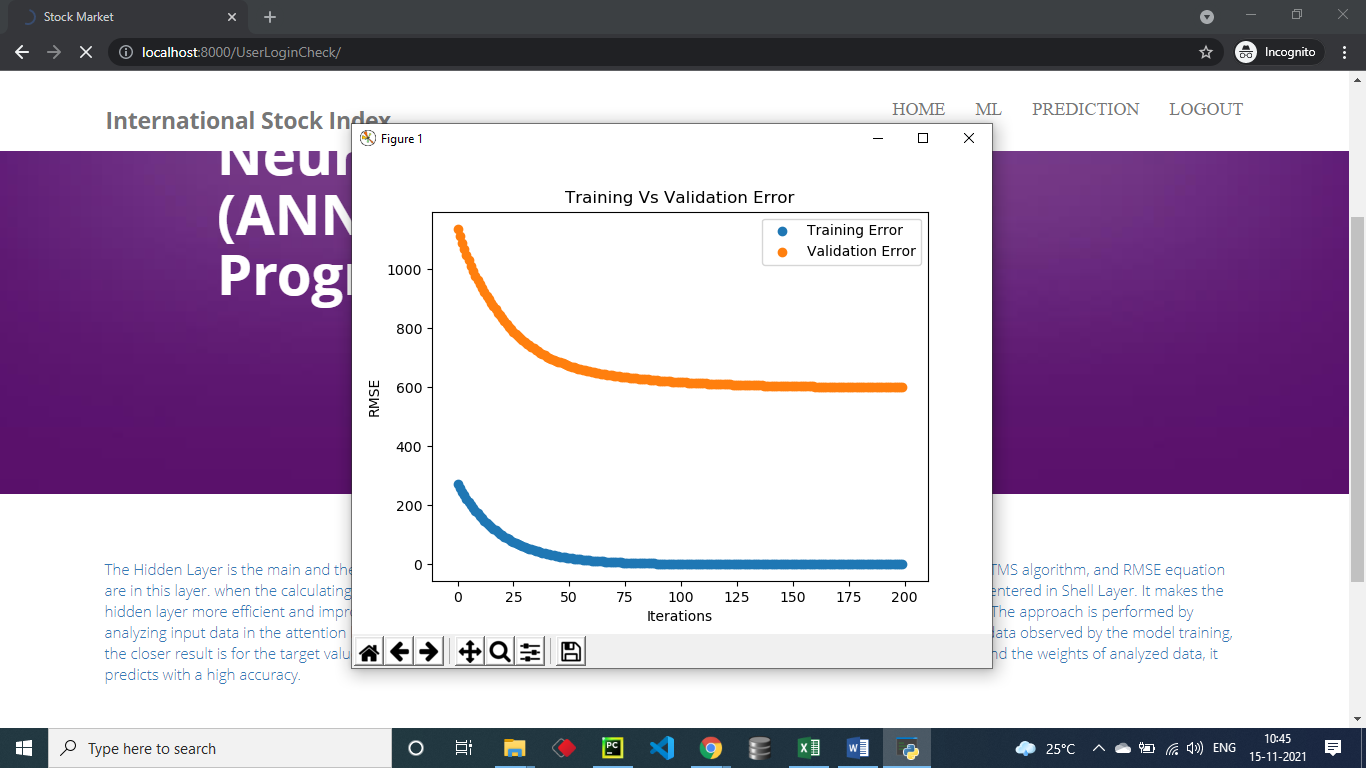 Stock Market
localhost:8000/UserLoginCheck/
Incognito
International Stock Index
HOME ML PREDICTION LOGOUT
(ANN
Figure 1
Training Vs Validation Error
Training Error
Validation Error
1000
800
600
400
200
0
RMSE
0 25 50 75 100 125 150 175 200
Iterations
The Hidden Layer is the main and the
TMS algorithm, and RMSE equation
are in this layer. when the calculating
entered in Shell Layer. It makes the
hidden layer more efficient and
The approach is performed by
analyzing input data in the attention
data observed by the model training,
the closer result is for the target
the weights of analyzed data, it
predicts with a high accuracy.
Type here to search
PC
25°C
ENG
10:45
15-11-2021